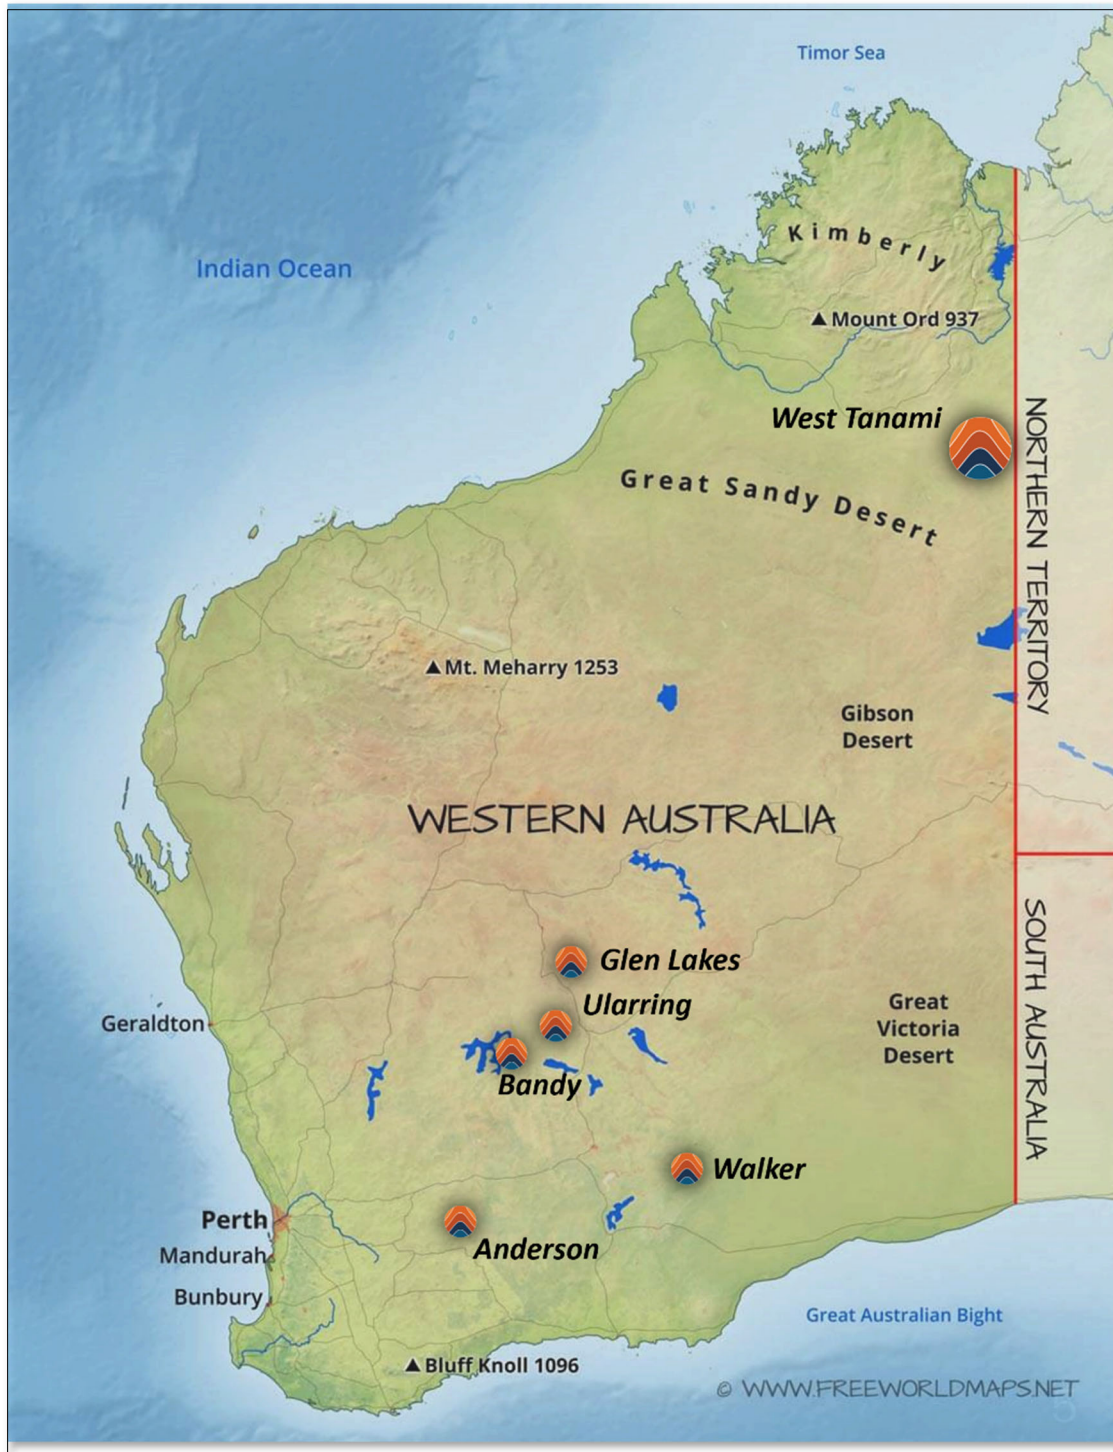 Timor Sea
Kimberly
Indian Ocean
Mount Ord 937
West Tanami
NORTHERN TERRITORY
Great Sandy Desert
Mt. Meharry 1253
Gibson
Desert
WESTERN AUSTRALIA
SOUTH AUSTRALIA
Glen Lakes
Ularring
Great
Victoria
Desert
Geraldton
Bandy
Walker
Perth
Anderson
Mandurah
Bunbury
Great Australian Bight
Bluff Knoll 1096
© WWW.FREEWORLDMAPS.NET
5